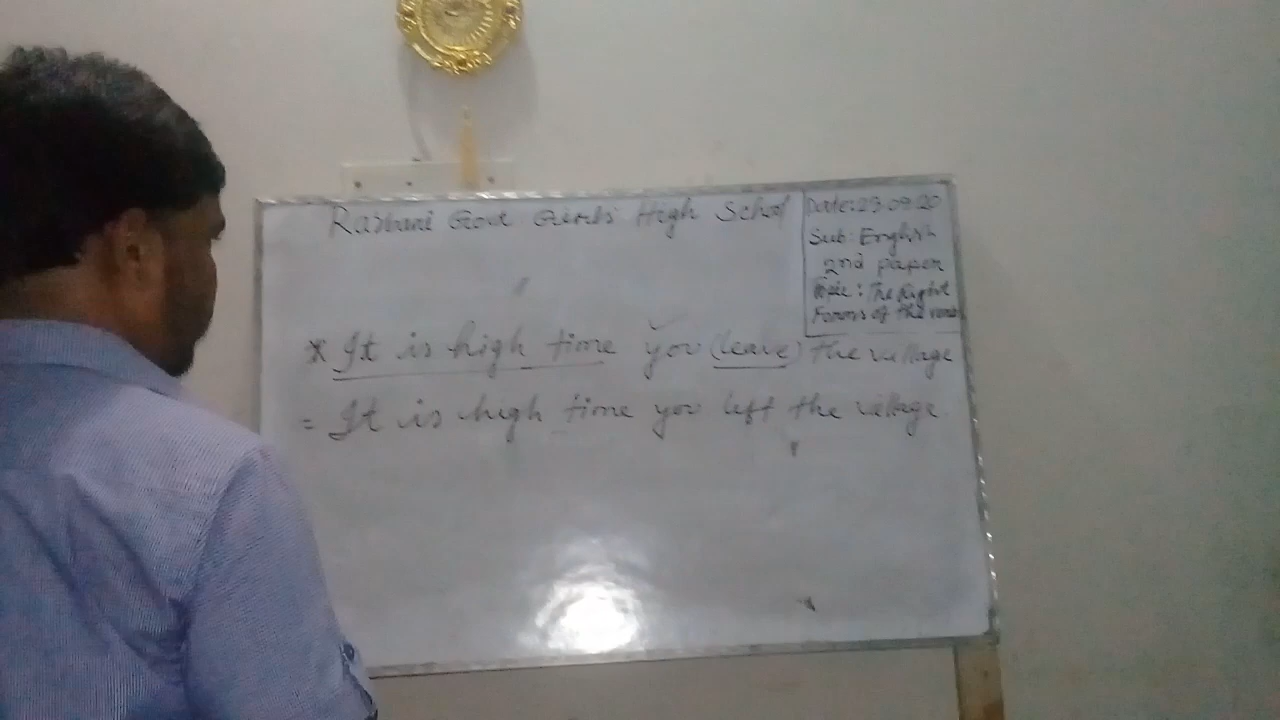 Govt Girls High School
Date: 23.09.20
Sub: English
2nd paper
Topic: The Right
Forms of the verb
* It is high time you (leave) the village
= It is high time you left the village.